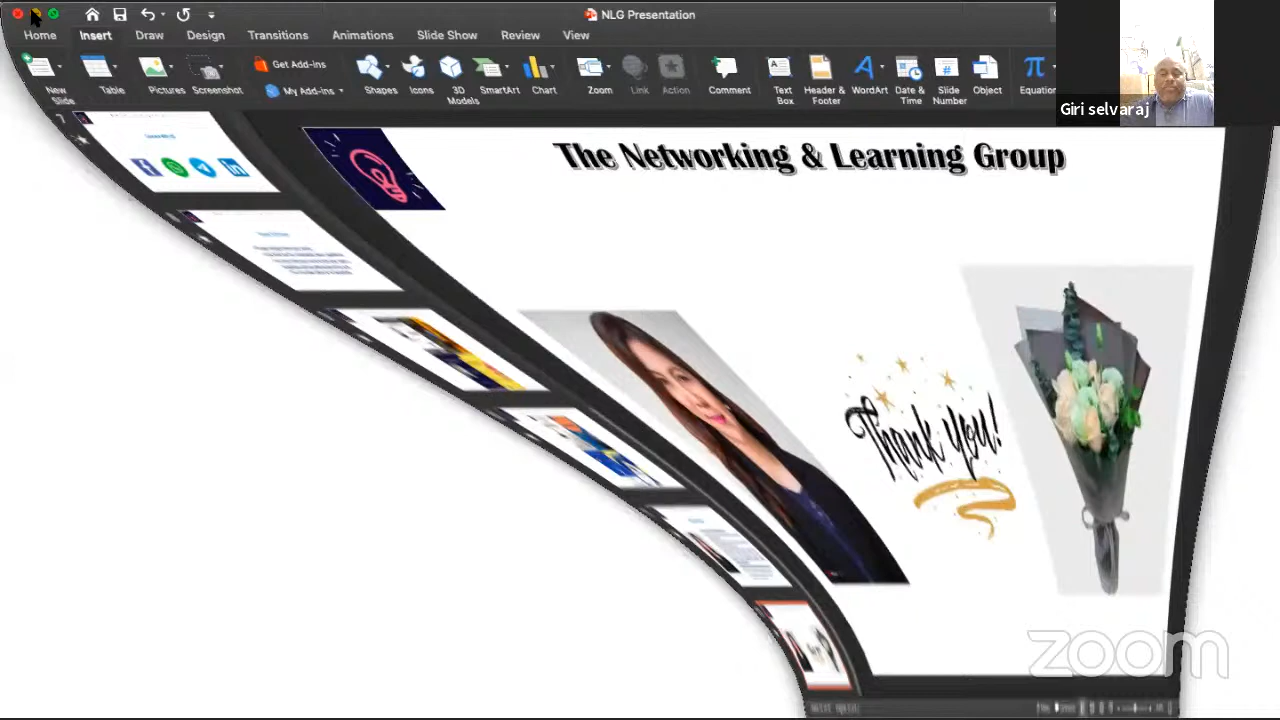 NLG Presentation
Home Insert Draw Design Transitions Animations Slide Show Review View
New Slide
Table
Pictures
Screenshot
Get Add-ins
My Add-ins
Shapes
Icons
3D Models
SmartArt
Chart
Zoom
Link
Action
Comment
Text Box
Header & Footer
WordArt
Date & Time
Slide Number
Object
Equation
Giri selvaraj
The Networking & Learning Group
Thank you!
zoom